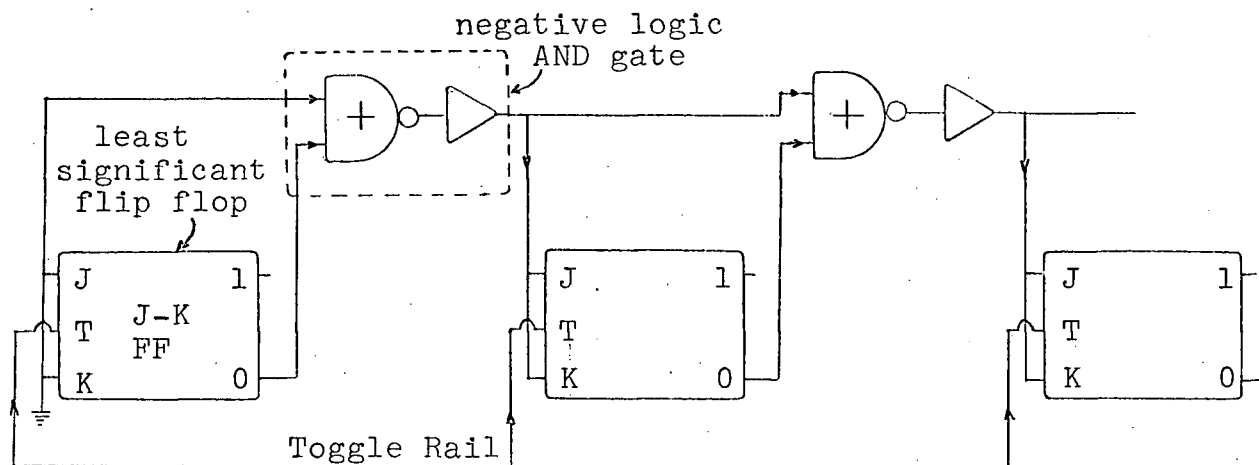 negative logic
AND gate
+
+
least
significant
flip flop
J 1
J-K
T FF
K 0
J 1
T
K 0
J 1
T
K 0
Toggle Rail